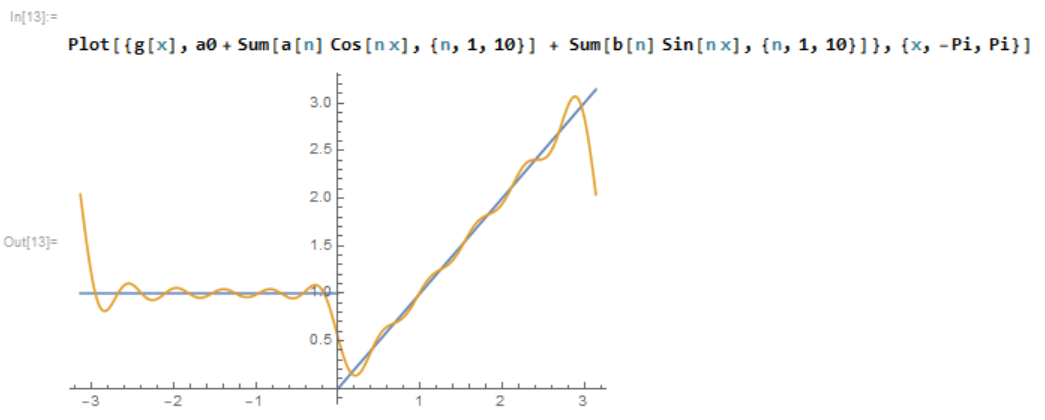 In[13]:=
Plot[{g[x], a0 + Sum[a[n] Cos[n x], {n, 1, 10}] + Sum[b[n] Sin[n x], {n, 1, 10}]}, {x, -Pi, Pi}]
3.0
2.5
2.0
Out[13]=
1.5
1.0
0.5
-3 -2 -1 1 2 3